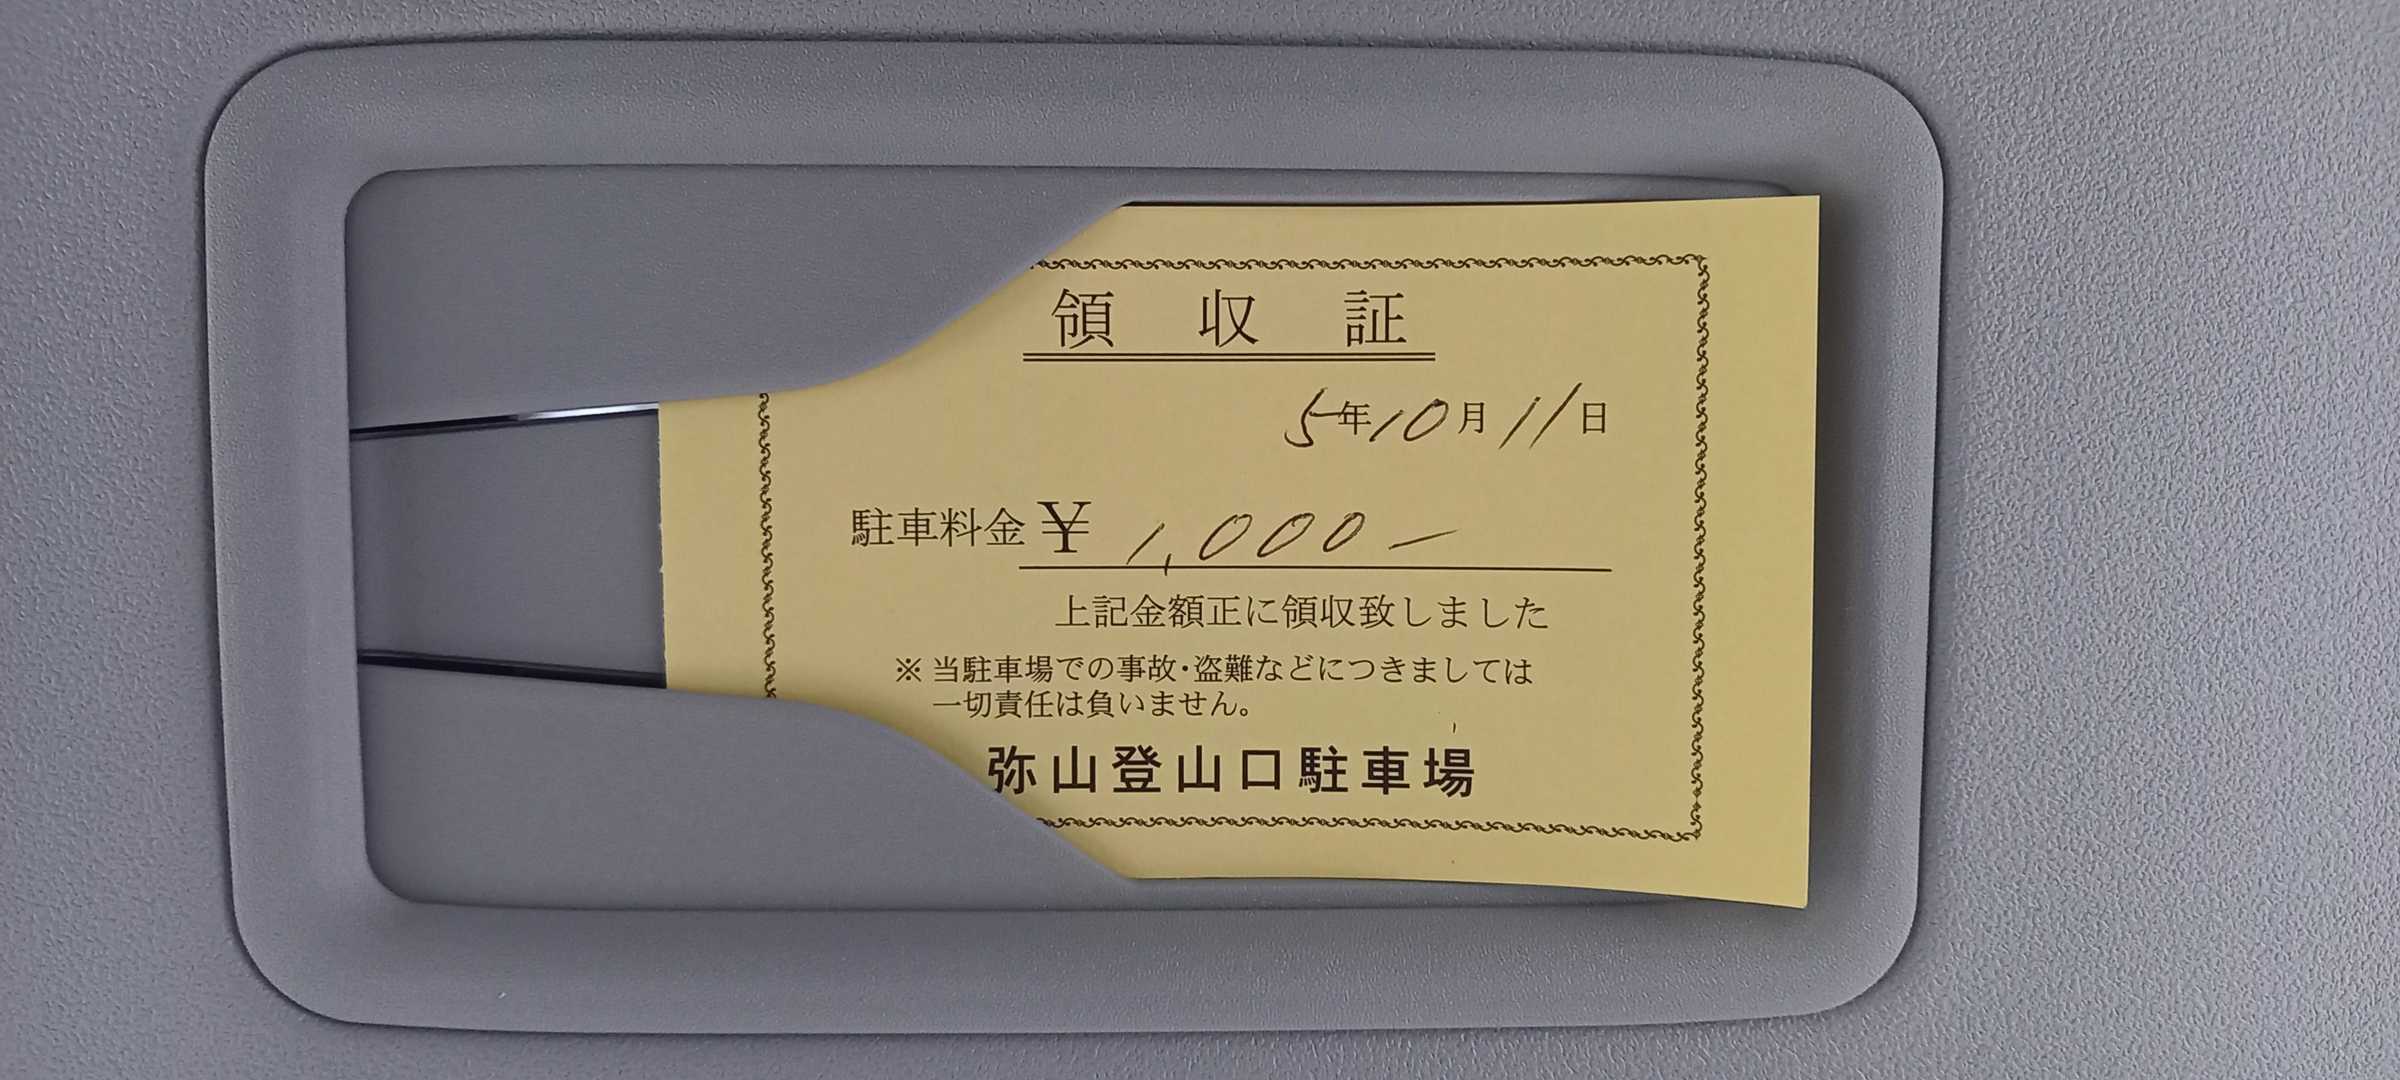 領収証
5年10月11日
駐車料金¥1,000-
上記金額正に領収致しました
※当駐車場での事故・盗難などにつきましては
一切責任は負いません。
弥山登山口駐車場